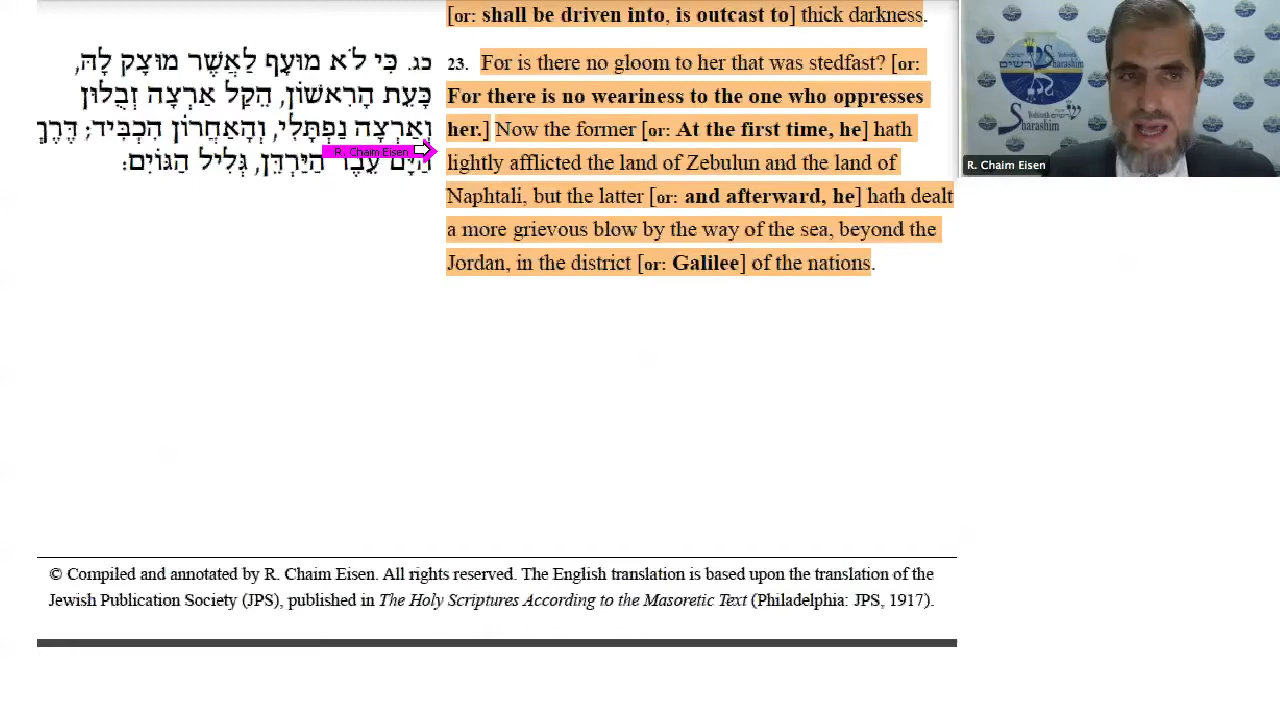 [or: shall be driven into, is outcast to] thick darkness.
כג. כִּי לֹא מוּעָף לַאֲשֶׁר מוּצָק לָהּ,
כָּעֵת הָרִאשׁוֹן, הֵקַל אַרְצָה זְבֻלוּן
וְאַרְצָה נַפְתָּלִי, וְהָאַחֲרוֹן הִכְבִּיד; דֶּרֶךְ
הַיָּם עֵבֶר הַיַּרְדֵּן, גְּלִיל הַגּוֹיִם:
R. Chaim Eisen
23. For is there no gloom to her that was stedfast? [or:
For there is no weariness to the one who oppresses
her.] Now the former [or: At the first time, he] hath
lightly afflicted the land of Zebulun and the land of
Naphtali, but the latter [or: and afterward, he] hath dealt
a more grievous blow by the way of the sea, beyond the
Jordan, in the district [or: Galilee] of the nations.
Yeshivath
Sharashim
שרשים
Sharashim
R. Chaim Eisen
© Compiled and annotated by R. Chaim Eisen. All rights reserved. The English translation is based upon the translation of the
Jewish Publication Society (JPS), published in The Holy Scriptures According to the Masoretic Text (Philadelphia: JPS, 1917).